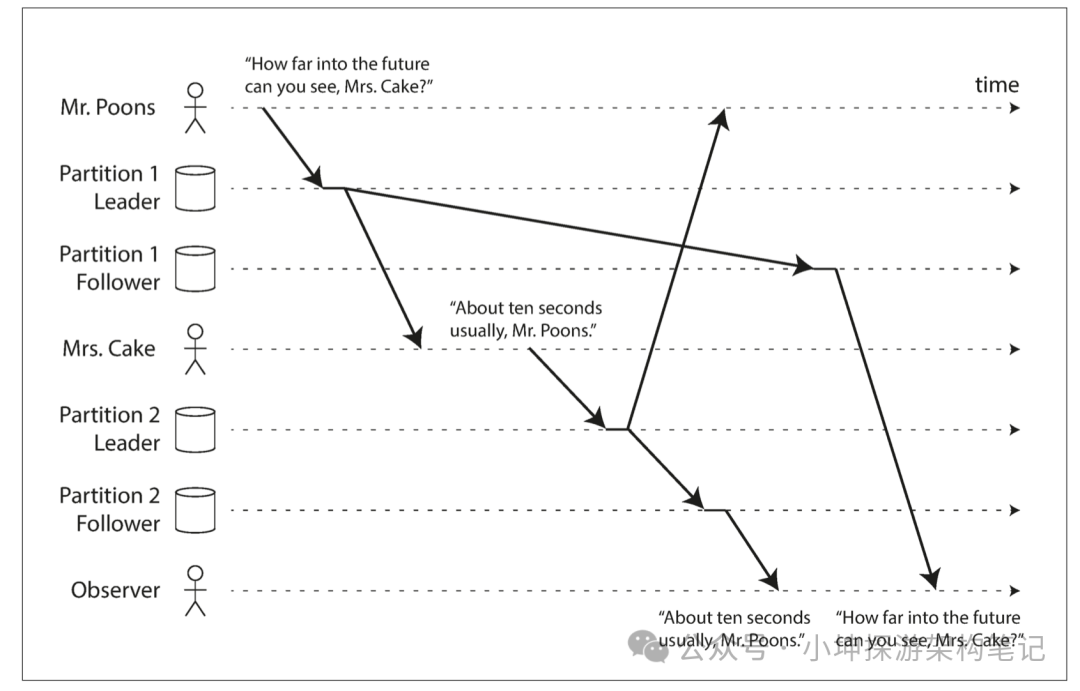 “How far into the future
can you see, Mrs. Cake?”
time
Mr. Poons
Partition 1
Leader
Partition 1
Follower
“About ten seconds
usually, Mr. Poons.”
Mrs. Cake
Partition 2
Leader
Partition 2
Follower
Observer
“About ten seconds
usually, Mr. Poons.”
“How far into the future
can you see, Mrs. Cake?”
公众号 · 小坤探游架构笔记